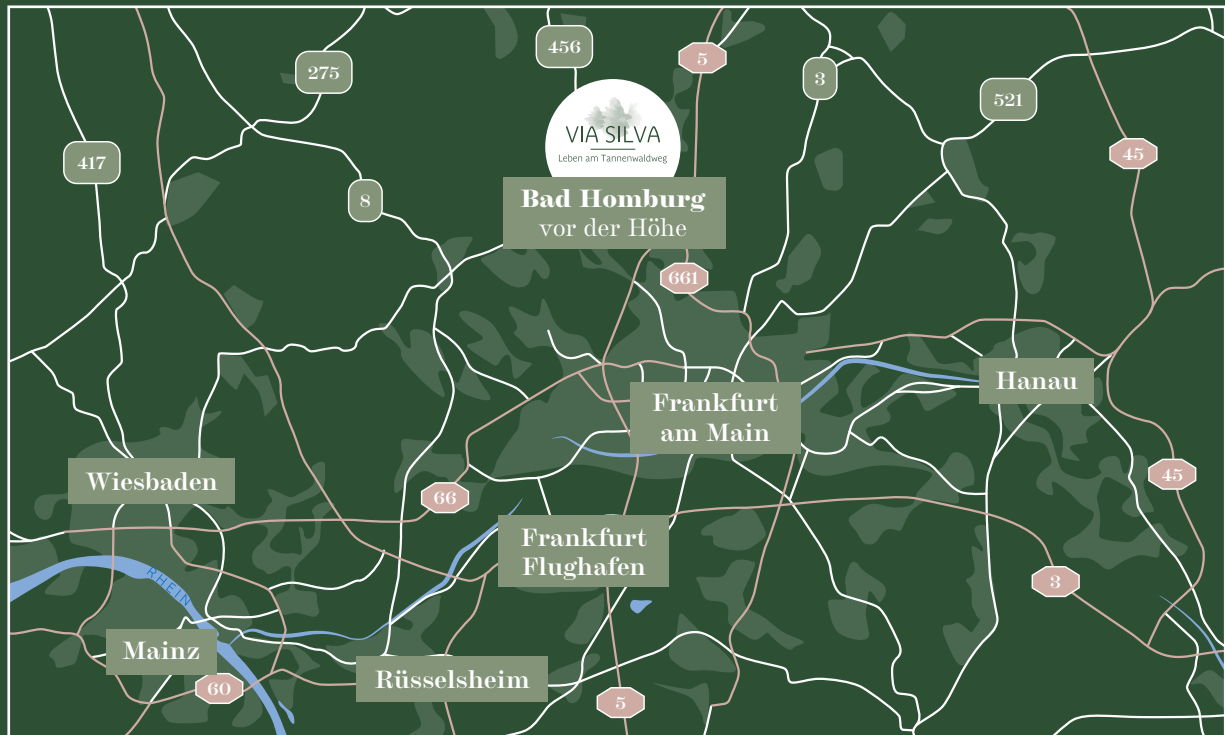 456
5
275
3
521
VIA SILVA
Leben am Tannenwaldweg
417
45
8
Bad Homburg
vor der Höhe
661
Hanau
Frankfurt
am Main
Wiesbaden
66
45
Frankfurt
Flughafen
RHEIN
3
Mainz
Rüsselsheim
60
5